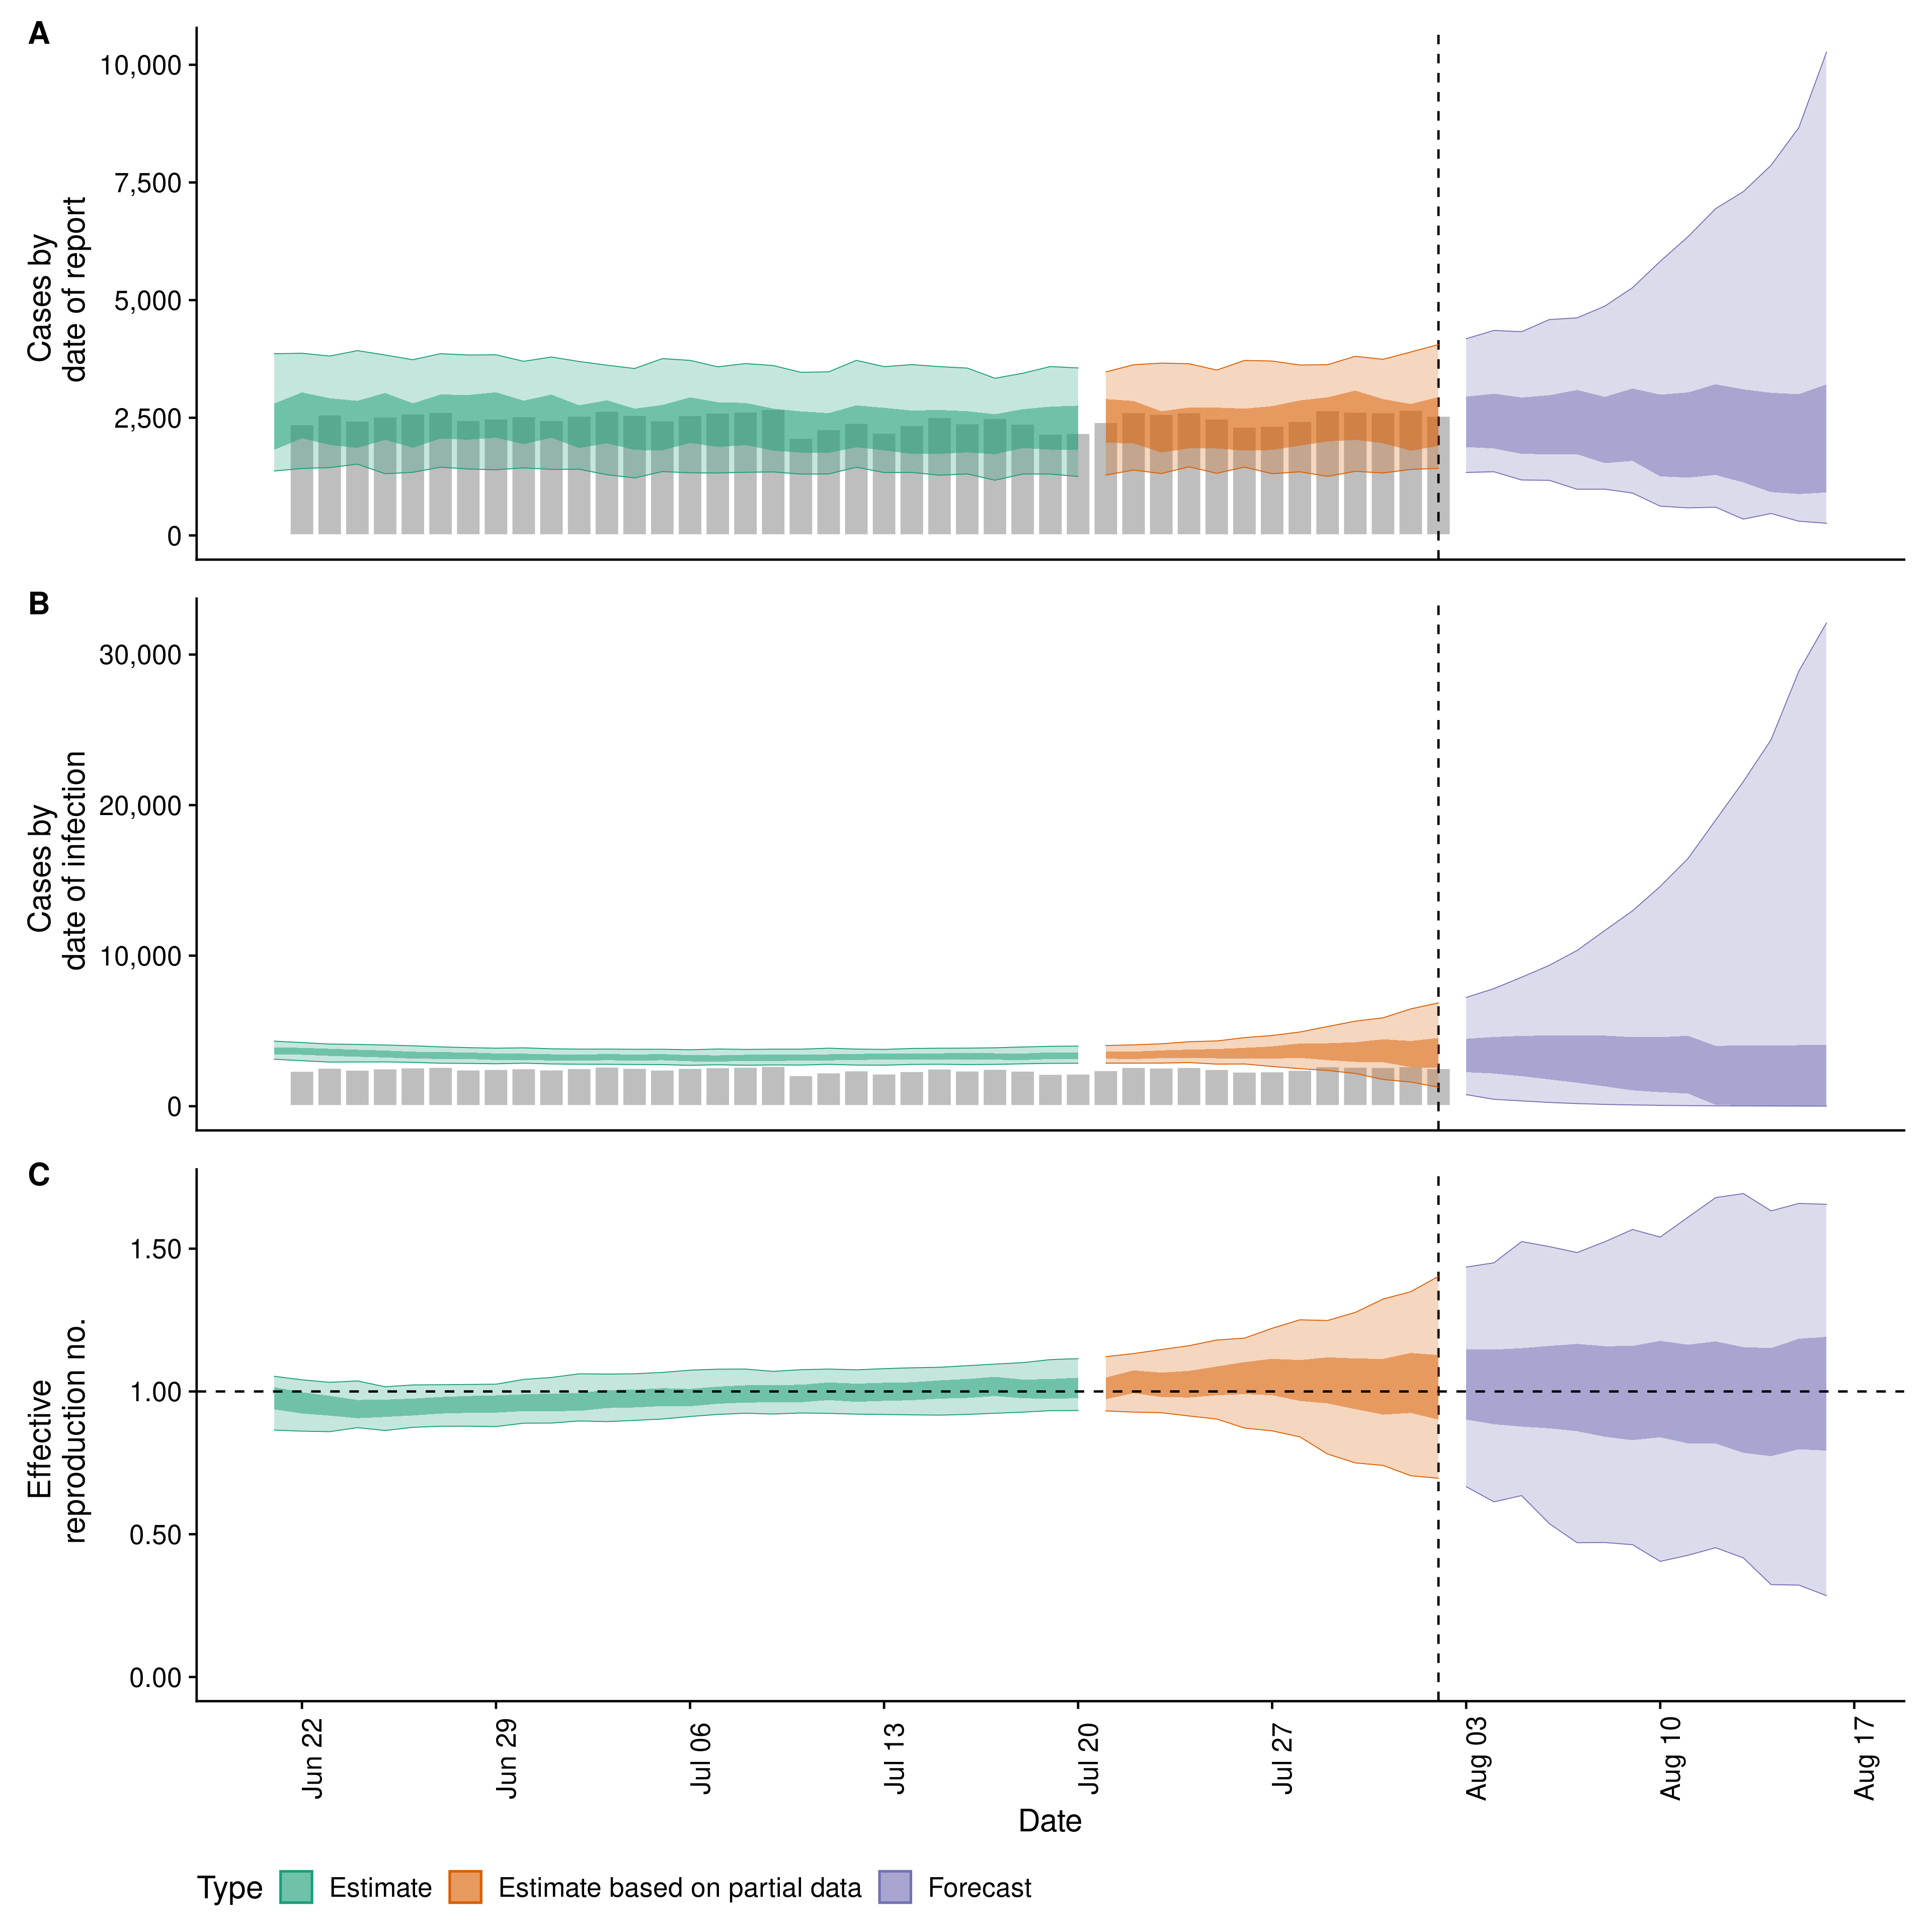 A
Cases by
date of report
10,000
7,500
5,000
2,500
0
B
Cases by
date of infection
30,000
20,000
10,000
0
C
Effective
reproduction no.
1.50
1.00
0.50
0.00
Jun 22
Jun 29
Jul 06
Jul 13
Jul 20
Jul 27
Aug 03
Aug 10
Aug 17
Date
Type Estimate Estimate based on partial data Forecast